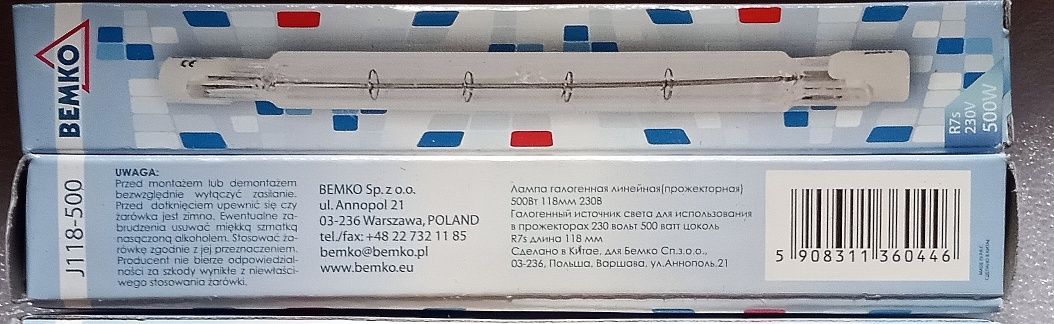 BEMKO
R7s
230V
500W
J118-500
UWAGA:
Przed montażem lub demontażem
bezwzględnie wyłączyć zasilanie.
Przed dotknięciem upewnić się czy
żarówka jest zimna. Ewentualne za-
brudzenia usuwać miękką szmatką
nasączoną alkoholem. Stosować ża-
rówkę zgodnie z jej przeznaczeniem.
Producent nie bierze odpowiedzial-
ności za szkody wynikłe z niewłaści-
wego stosowania żarówki.
BEMKO Sp. z o.o.
ul. Annopol 21
03-236 Warszawa, POLAND
tel./fax: +48 22 732 11 85
bemko@bemko.pl
www.bemko.eu
Лампа галогенная линейная(прожекторная)
500Вт 118мм 230В
Галогенный источник света для использования
в прожекторах 230 вольт 500 ватт цоколь
R7s длина 118 мм
Сделано в Китае, для Бемко Сп.з.о.о.,
03-236, Польша, Варшава, ул.Аннополь 21
5 908311 360446
MADE IN P.R.C.
СДЕЛАНО В КИТАЕ